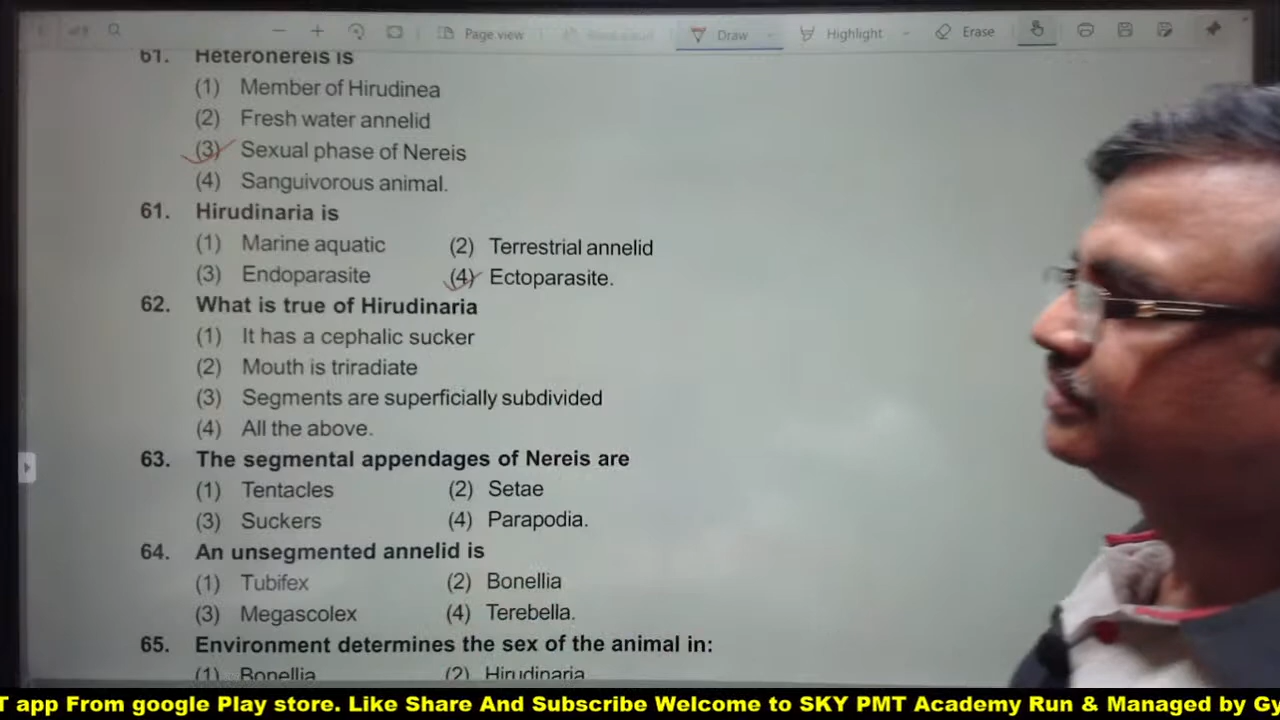 Page view
Draw
Highlight
Erase
61. Heteronereis is
(1) Member of Hirudinea
(2) Fresh water annelid
(3) Sexual phase of Nereis
(4) Sanguivorous animal.
61. Hirudinaria is
(1) Marine aquatic (2) Terrestrial annelid
(3) Endoparasite (4) Ectoparasite.
62. What is true of Hirudinaria
(1) It has a cephalic sucker
(2) Mouth is triradiate
(3) Segments are superficially subdivided
(4) All the above.
63. The segmental appendages of Nereis are
(1) Tentacles (2) Setae
(3) Suckers (4) Parapodia.
64. An unsegmented annelid is
(1) Tubifex (2) Bonellia
(3) Megascolex (4) Terebella.
65. Environment determines the sex of the animal in:
(1) Bonellia (2) Hirudinaria
T app From google Play store. Like Share And Subscribe Welcome to SKY PMT Academy Run & Managed by Gy